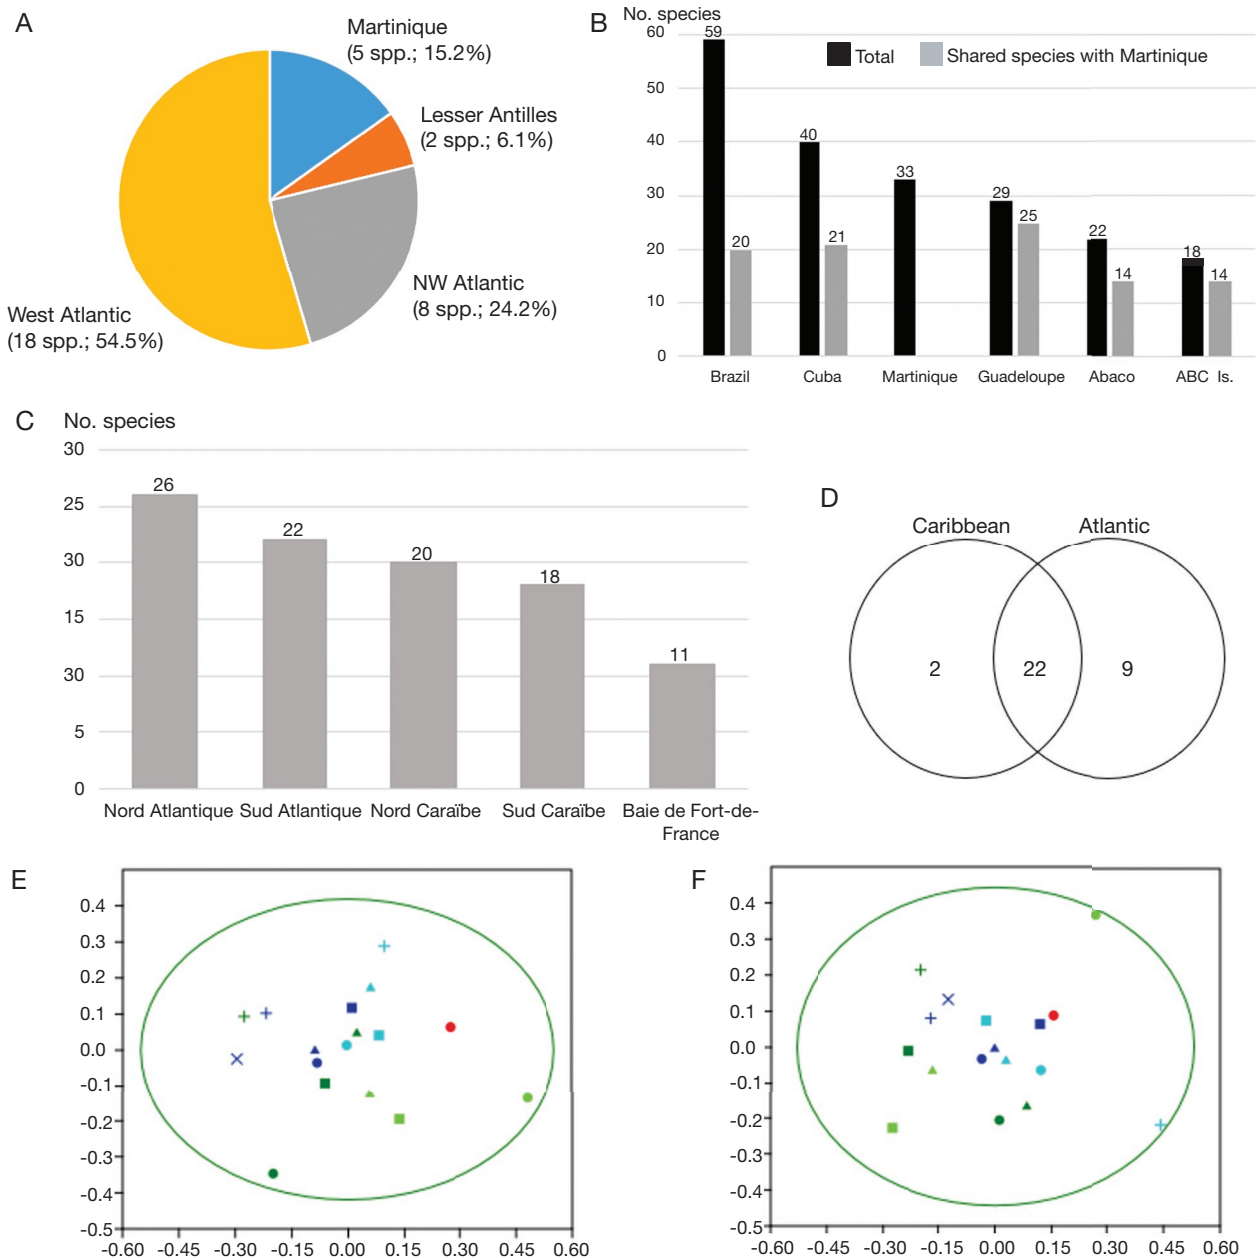 A
Martinique
(5 spp.; 15.2%)
Lesser Antilles
(2 spp.; 6.1%)
NW Atlantic
(8 spp.; 24.2%)
West Atlantic
(18 spp.; 54.5%)
B
No. species
Total
Shared species with Martinique
60
50
40
30
20
10
0
59
20
40
21
33
29
25
22
14
18
14
Brazil
Cuba
Martinique
Guadeloupe
Abaco
ABC Is.
C
No. species
30
25
30
15
30
5
0
26
22
20
18
11
Nord Atlantique
Sud Atlantique
Nord Caraïbe
Sud Caraïbe
Baie de Fort-de-
France
D
Caribbean
Atlantic
2
22
9
E
0.4
0.3
0.2
0.1
0.0
-0.1
-0.2
-0.3
-0.4
-0.5
-0.60 -0.45 -0.30 -0.15 0.00 0.15 0.30 0.45 0.60
F
0.4
0.3
0.2
0.1
0.0
-0.1
-0.2
-0.3
-0.4
-0.5
-0.60 -0.45 -0.30 -0.15 0.00 0.15 0.30 0.45 0.60